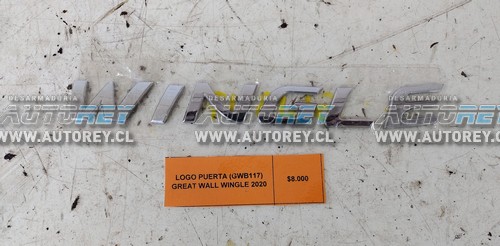 WINGLE
DESARMADURIA DESARMADURIA DESARMADURIA
AUTOREY AUTOREY AUTOREY
WWW.AUTOREY.CL WWW.AUTOREY.CL WWW.AUTOREY.CL
LOGO PUERTA (GWB117) $8.000
GREAT WALL WINGLE 2020